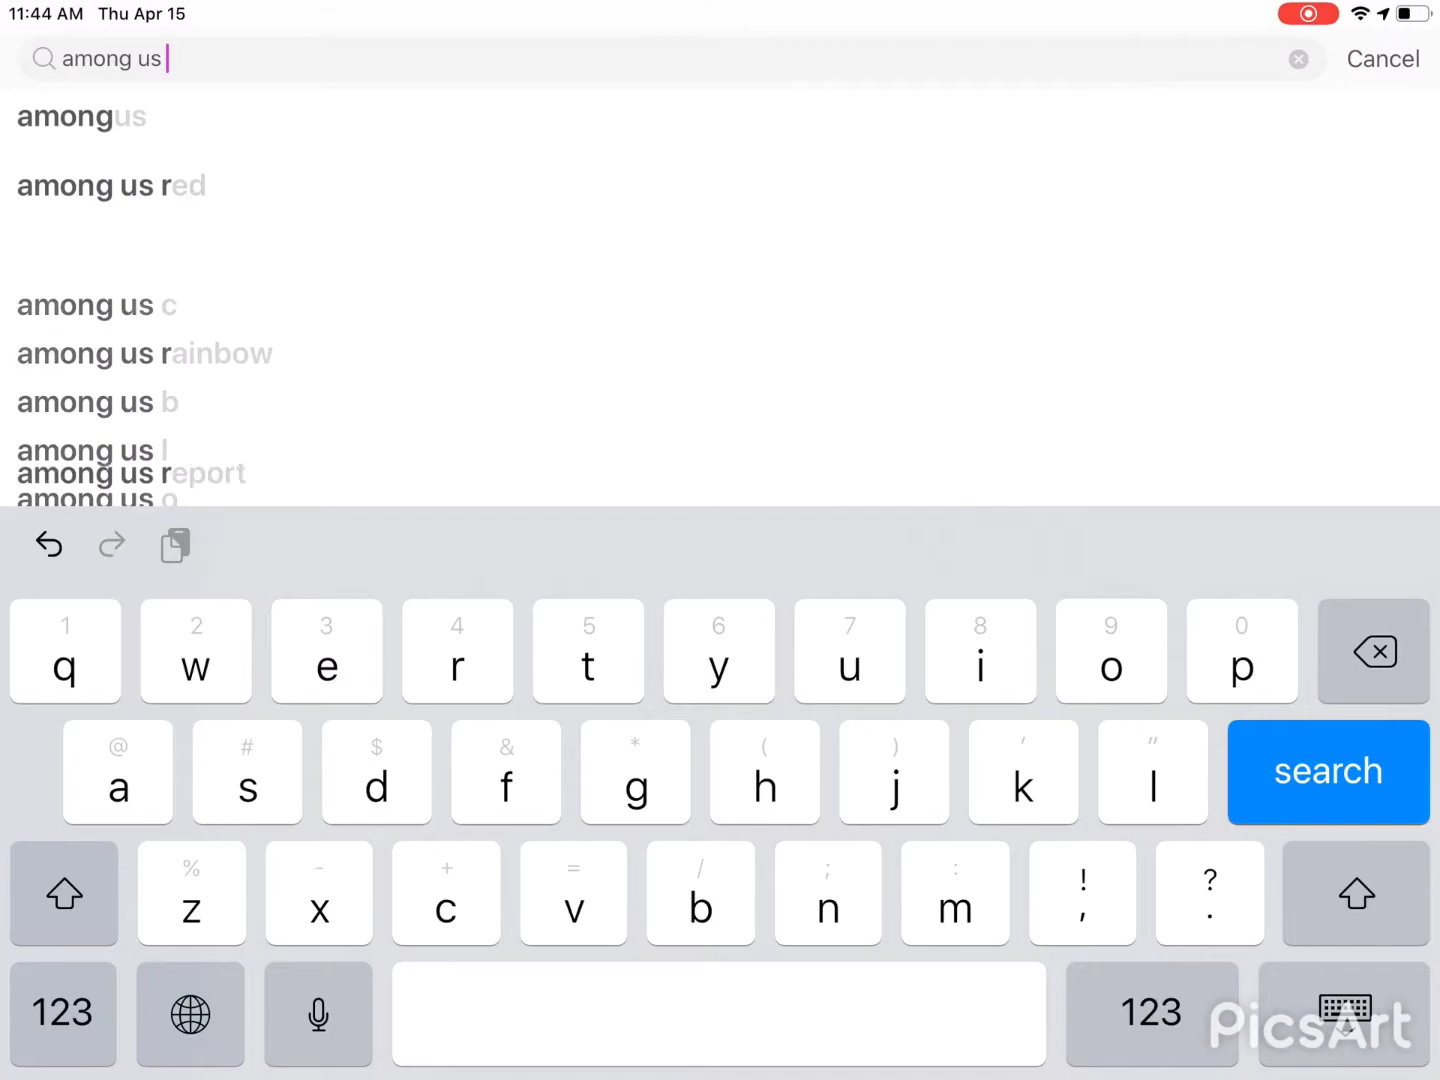 11:44 AM Thu Apr 15
among us Cancel
amongus
among us red
among us c
among us rainbow
among us b
among us l
among us report
among us o
1 2 3 4 5 6 7 8 9 0
q w e r t y u i o p
@ # $ & * ( ) ' "
a s d f g h j k l search
% - + = / ; : ! ?
z x c v b n m , .
123 123
PicsArt